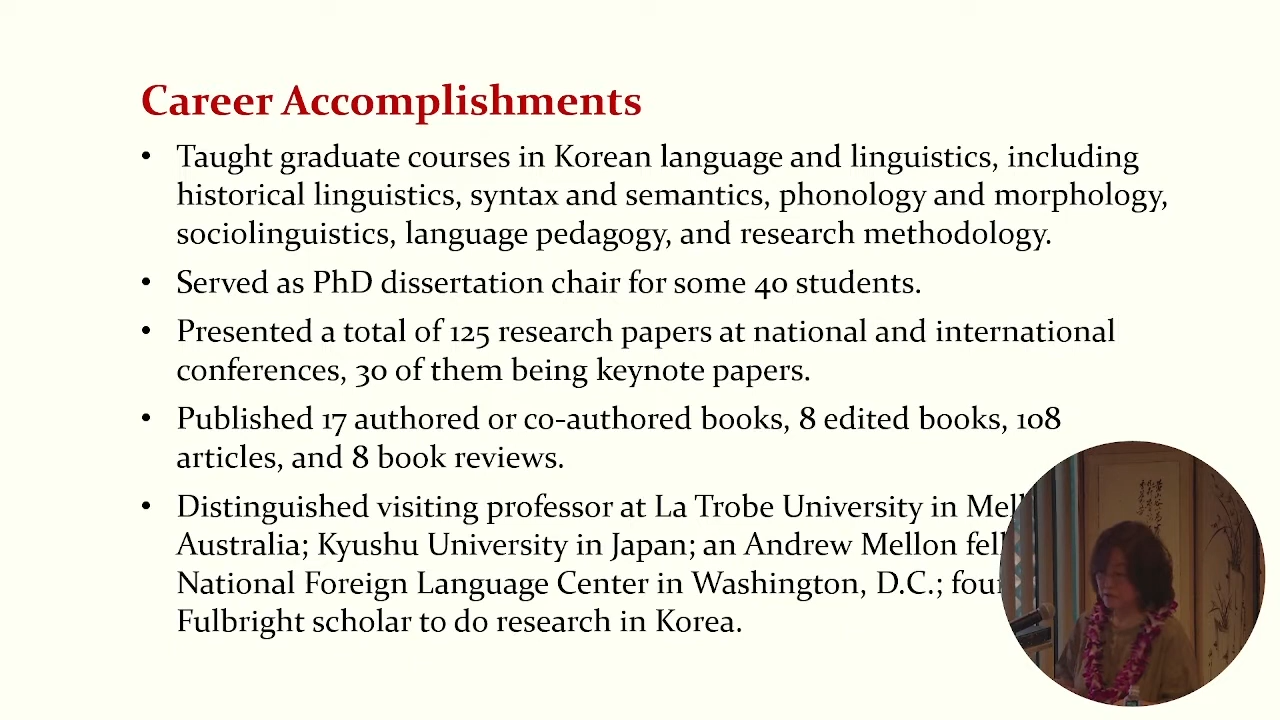 Career Accomplishments
• Taught graduate courses in Korean language and linguistics, including
historical linguistics, syntax and semantics, phonology and morphology,
sociolinguistics, language pedagogy, and research methodology.
• Served as PhD dissertation chair for some 40 students.
• Presented a total of 125 research papers at national and international
conferences, 30 of them being keynote papers.
• Published 17 authored or co-authored books, 8 edited books, 108
articles, and 8 book reviews.
• Distinguished visiting professor at La Trobe University in
Australia; Kyushu University in Japan; an Andrew Mellon
National Foreign Language Center in Washington, D.C.;
Fulbright scholar to do research in Korea.